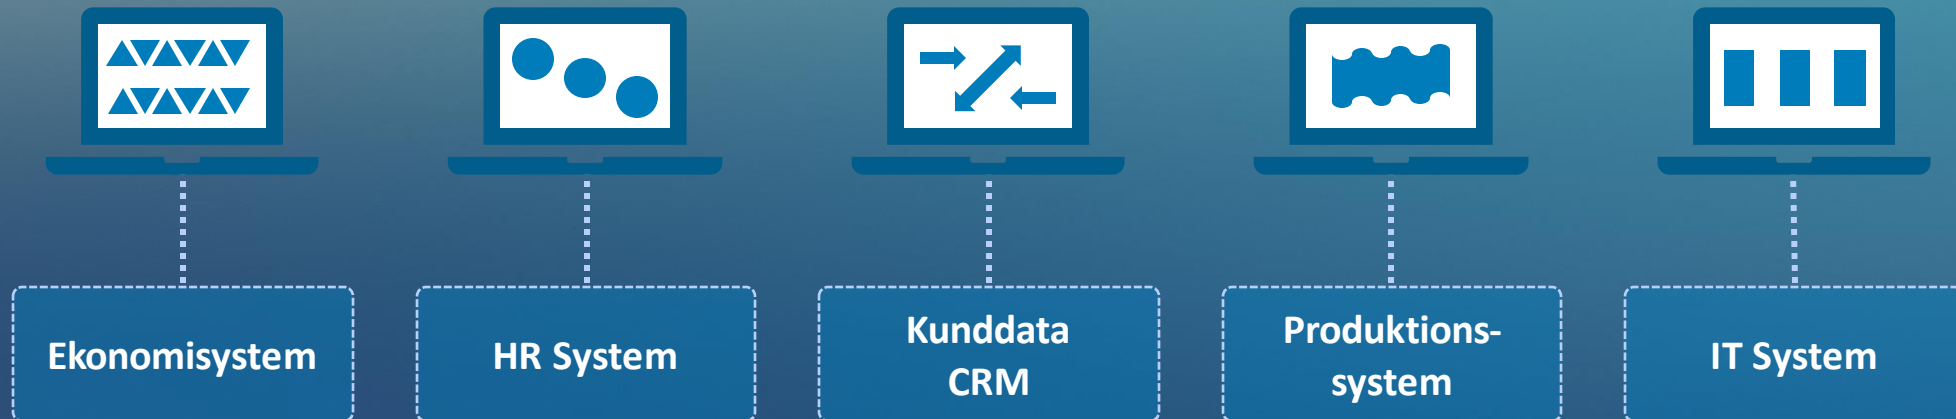 Ekonomisystem
HR System
Kunddata
CRM
Produktions-
system
IT System